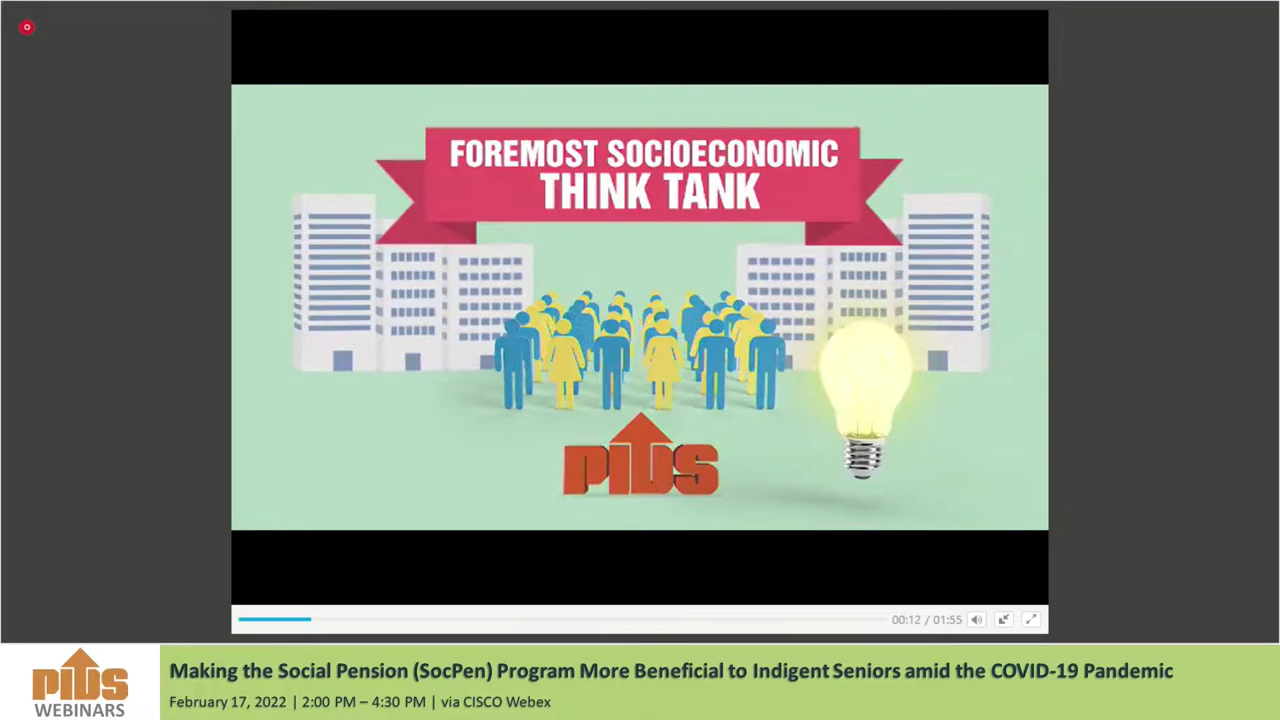 FOREMOST SOCIOECONOMIC
THINK TANK
PIDS
00:12 / 01:55
PIDS
WEBINARS
Making the Social Pension (SocPen) Program More Beneficial to Indigent Seniors amid the COVID-19 Pandemic
February 17, 2022 | 2:00 PM – 4:30 PM | via CISCO Webex